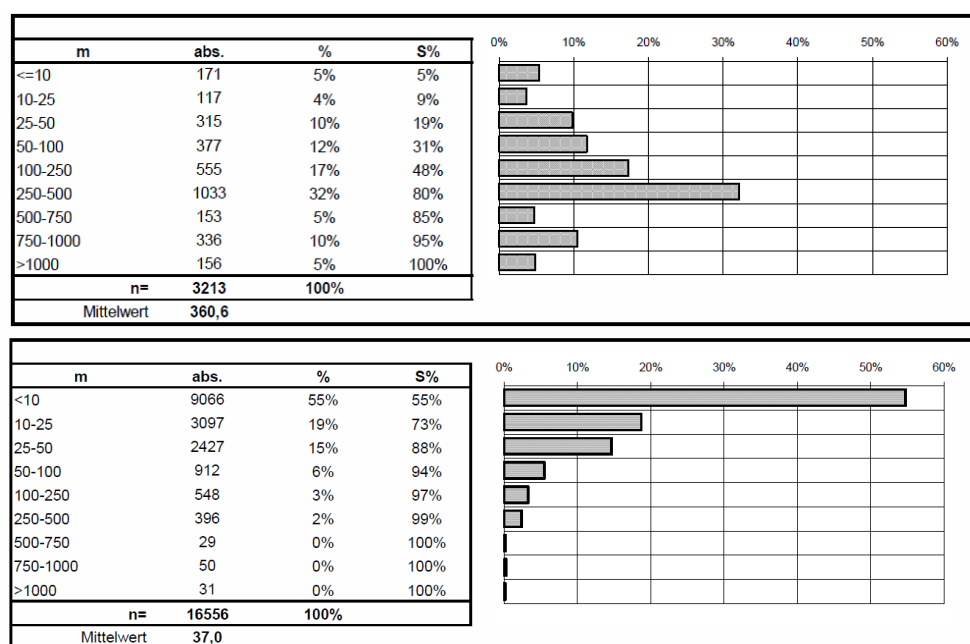 0% 10% 20% 30% 40% 50% 60%
m abs. % S%
<=10 171 5% 5%
10-25 117 4% 9%
25-50 315 10% 19%
50-100 377 12% 31%
100-250 555 17% 48%
250-500 1033 32% 80%
500-750 153 5% 85%
750-1000 336 10% 95%
>1000 156 5% 100%
n= 3213 100%
Mittelwert 360,6
0% 10% 20% 30% 40% 50% 60%
m abs. % S%
<10 9066 55% 55%
10-25 3097 19% 73%
25-50 2427 15% 88%
50-100 912 6% 94%
100-250 548 3% 97%
250-500 396 2% 99%
500-750 29 0% 100%
750-1000 50 0% 100%
>1000 31 0% 100%
n= 16556 100%
Mittelwert 37,0